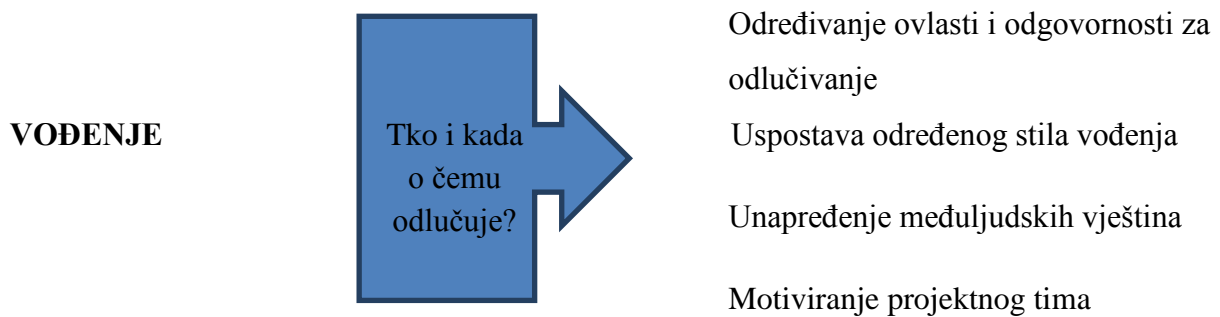 VOĐENJE
Tko i kada
o čemu
odlučuje?
Određivanje ovlasti i odgovornosti za
odlučivanje
Uspostava određenog stila vođenja
Unapređenje međuljudskih vještina
Motiviranje projektnog tima